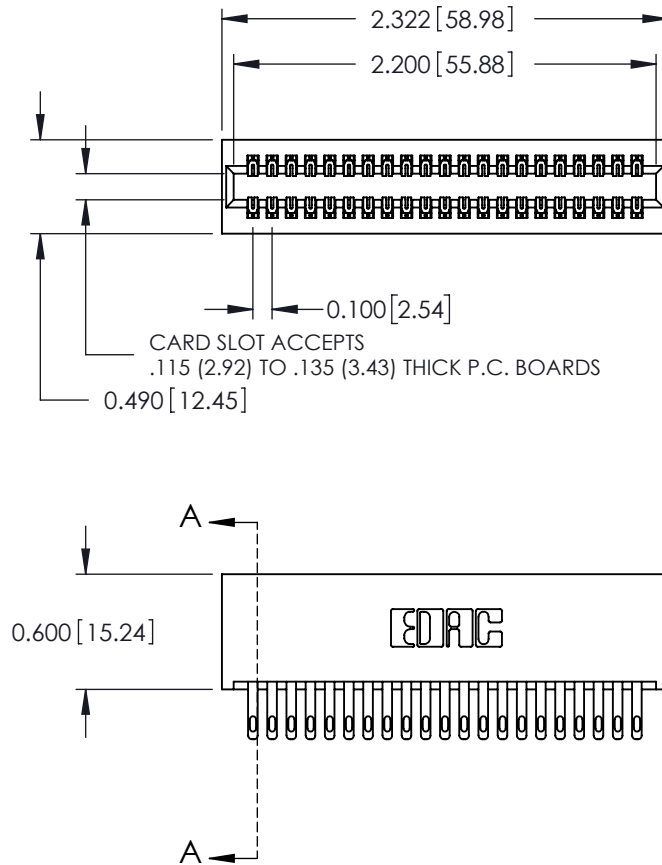 2.322 [58.98]
2.200 [55.88]
0.100 [2.54]
CARD SLOT ACCEPTS
.115 (2.92) TO .135 (3.43) THICK P.C. BOARDS
0.490 [12.45]
A
0.600 [15.24]
EDAC
A